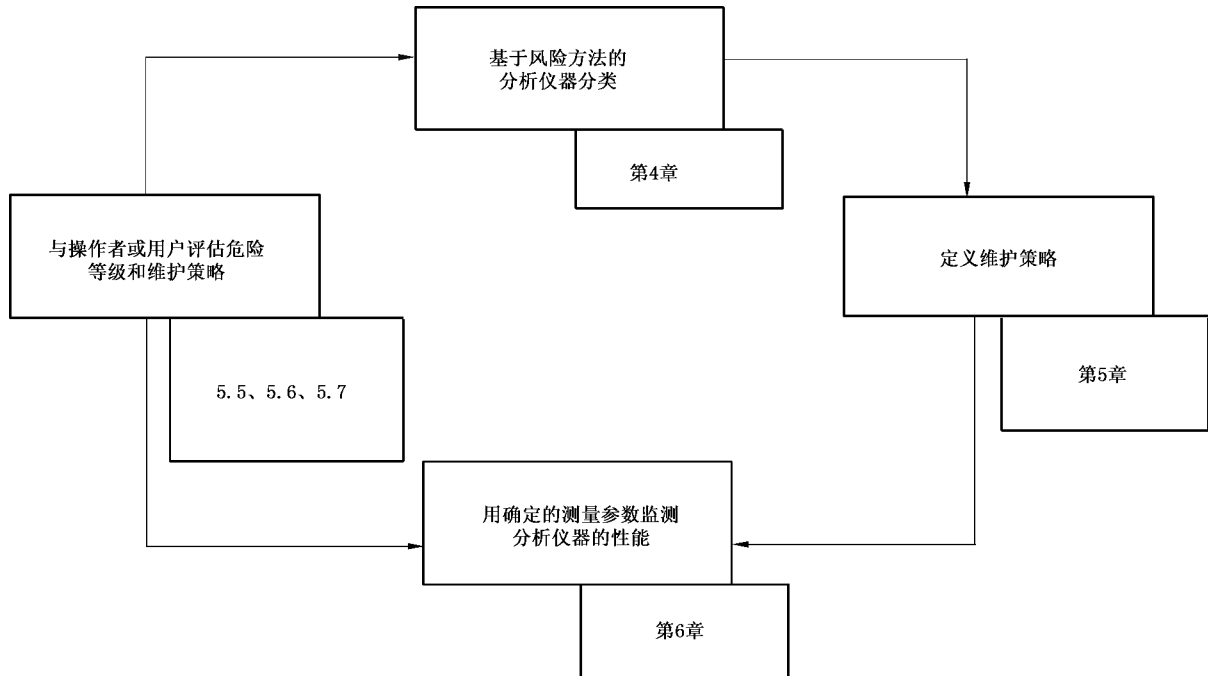 基于风险方法的
分析仪器分类
第4章
与操作者或用户评估危险
等级和维护策略
定义维护策略
5.5、5.6、5.7
第5章
用确定的测量参数监测
分析仪器的性能
第6章